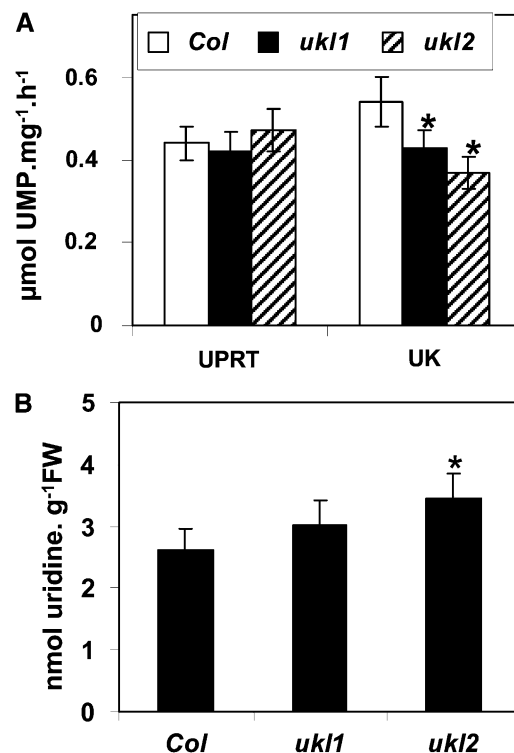 A
Col ukl1 ukl2
µmol UMP.mg⁻¹.h⁻¹
0.6
0.4
0.2
0
*
*
UPRT UK
B
nmol uridine. g⁻¹FW
5
4
3
2
1
0
*
Col ukl1 ukl2